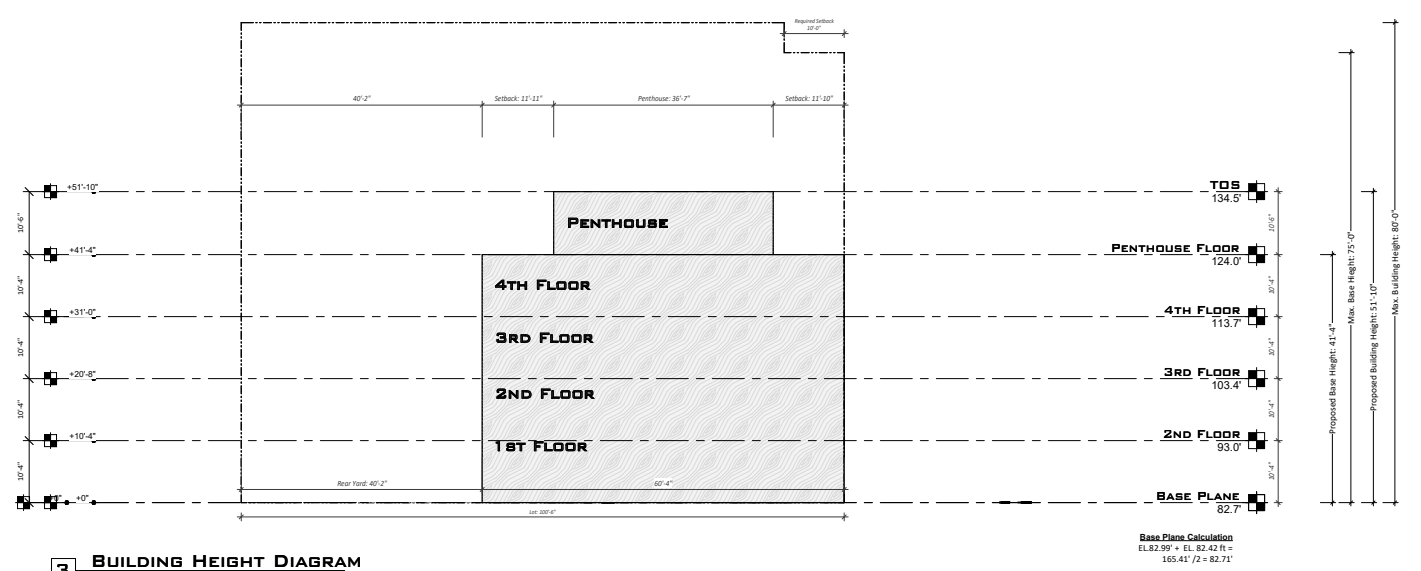 Required Setback
10'-0"
40'-2"
Setback: 11'-11"
Penthouse: 36'-7"
Setback: 11'-10"
+51'-10"
TOS
134.5'
10'-6"
PENTHOUSE
10'-6"
+41'-4"
PENTHOUSE FLOOR
124.0'
10'-4"
4TH FLOOR
10'-4"
+31'-0"
4TH FLOOR
113.7'
10'-4"
3RD FLOOR
10'-4"
+20'-8"
3RD FLOOR
103.4'
10'-4"
2ND FLOOR
10'-4"
+10'-4"
2ND FLOOR
93.0'
1ST FLOOR
10'-4"
10'-4"
Rear Yard: 40'-2"
60'-4"
+0"
BASE PLANE
82.7'
Lot: 100'-6"
Proposed Base Hieght: 41'-4"
Max. Base Hieght: 75'-0"
Proposed Building Height: 51'-10"
Max. Building Height: 80'-0"
Base Plane Calculation
EL.82.99' + EL. 82.42 ft =
165.41' /2 = 82.71'
3
BUILDING HEIGHT DIAGRAM